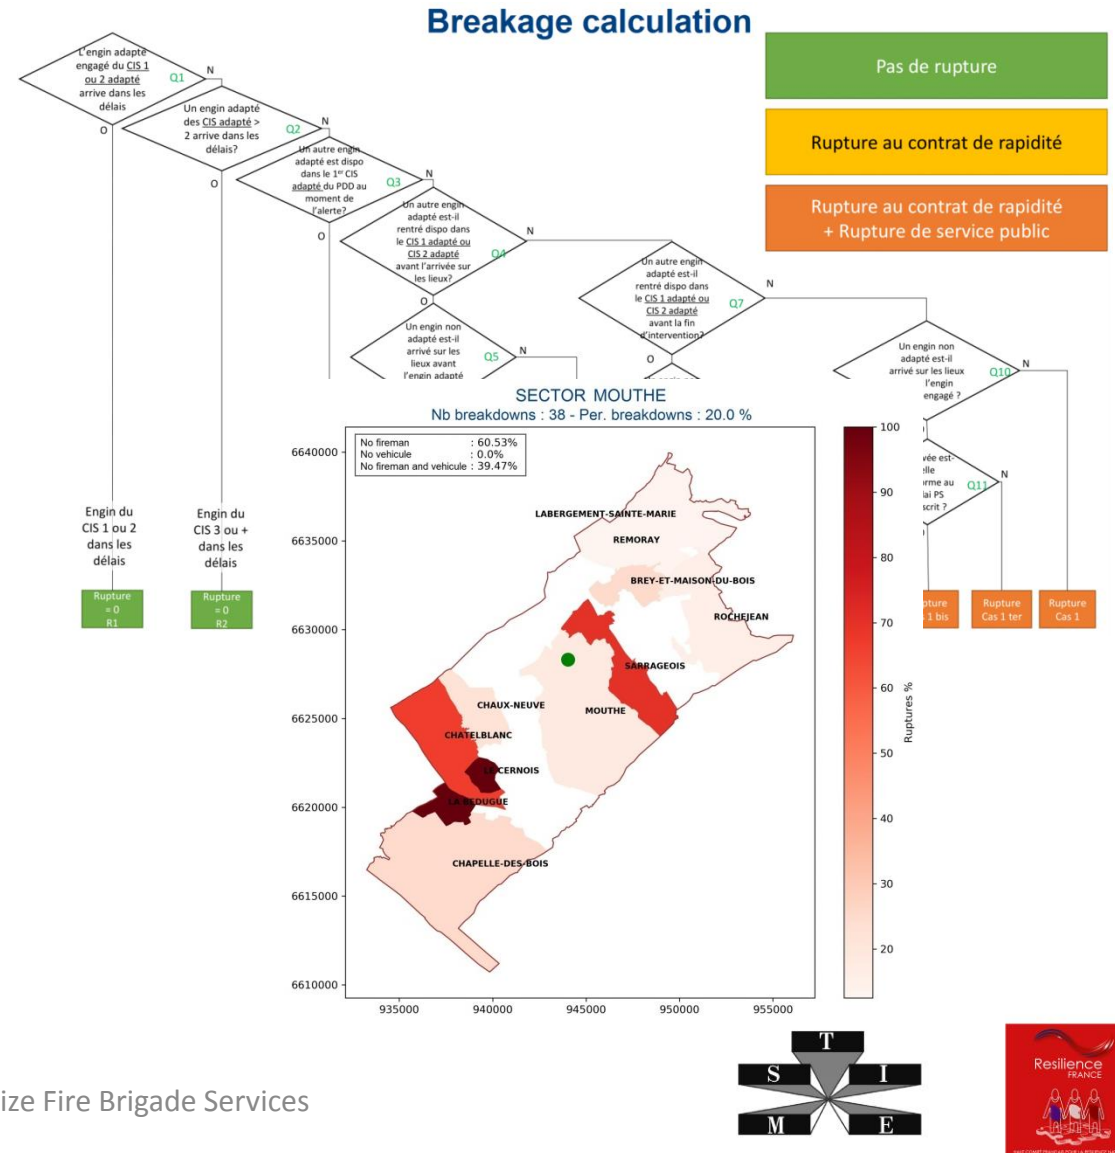 Breakage calculation
Pas de rupture
Rupture au contrat de rapidité
Rupture au contrat de rapidité
+ Rupture de service public
L'engin adapté
engagé du CIS 1
ou 2 adapté
arrive dans les
délais
Q1
N
O
Un engin adapté
des CIS adapté >
2 arrive dans les
délais?
Q2
N
O
Un autre engin
adapté est dispo
dans le 1er CIS
adapté du PDD au
moment de
l'alerte?
Q3
N
O
Un autre engin
adapté est-il
rentré dispo dans
le CIS 1 adapté ou
CIS 2 adapté
avant l'arrivée sur
les lieux?
Q4
N
O
Un engin non
adapté est-il
arrivé sur les
lieux avant
l'engin adapté
Q5
N
Un autre engin
adapté est-il
rentré dispo dans
le CIS 1 adapté ou
CIS 2 adapté
avant la fin
d'intervention?
Q7
N
O
Un engin non
adapté est-il
arrivé sur les lieux
l'engin
engagé ?
Q10
N
Q11
N
Engin du
CIS 1 ou 2
dans les
délais
Rupture
= 0
R1
Engin du
CIS 3 ou +
dans les
délais
Rupture
= 0
R2
1 bis
Rupture
Cas 1 ter
Rupture
Cas 1
SECTOR MOUTHE
Nb breakdowns : 38 - Per. breakdowns : 20.0 %
No fireman : 60.53%
No vehicule : 0.0%
No fireman and vehicule : 39.47%
6640000
6635000
6630000
6625000
6620000
6615000
6610000
935000
940000
945000
950000
955000
LABERGEMENT-SAINTE-MARIE
REMORAY
BREY-ET-MAISON-DU-BOIS
ROCHEJEAN
SARRAGEOIS
CHAUX-NEUVE
MOUTHE
CHATELBLANC
LE CERNOIS
LA BEDUGUE
CHAPELLE-DES-BOIS
100
90
80
70
60
50
40
30
20
Ruptures %
ize Fire Brigade Services
T
S I
M E
Resilience
FRANCE